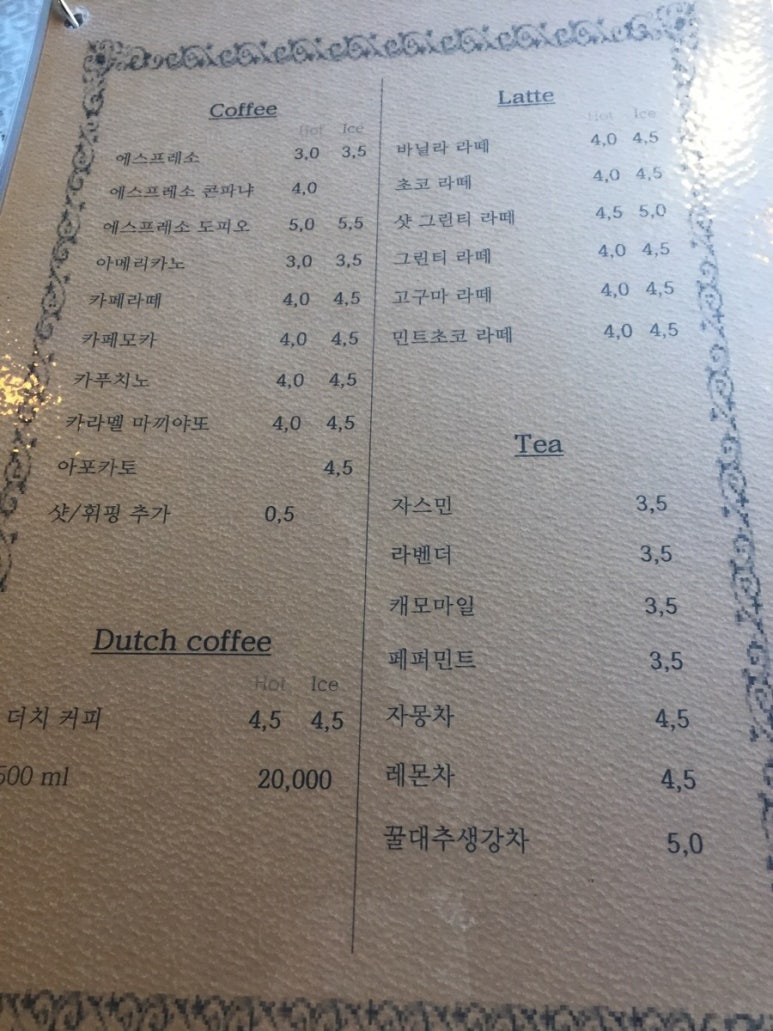 Coffee
Hot Ice
에스프레소 3,0 3,5
에스프레소 콘파냐 4,0
에스프레소 도피오 5,0 5,5
아메리카노 3,0 3,5
카페라떼 4,0 4,5
카페모카 4,0 4,5
카푸치노 4,0 4,5
카라멜 마끼야또 4,0 4,5
아포카토 4,5
샷/휘핑 추가 0,5
Dutch coffee
Hot Ice
더치 커피 4,5 4,5
500 ml 20,000
Latte
Hot Ice
바닐라 라떼 4,0 4,5
초코 라떼 4,0 4,5
샷 그린티 라떼 4,5 5,0
그린티 라떼 4,0 4,5
고구마 라떼 4,0 4,5
민트초코 라떼 4,0 4,5
Tea
자스민 3,5
라벤더 3,5
캐모마일 3,5
페퍼민트 3,5
자몽차 4,5
레몬차 4,5
꿀대추생강차 5,0